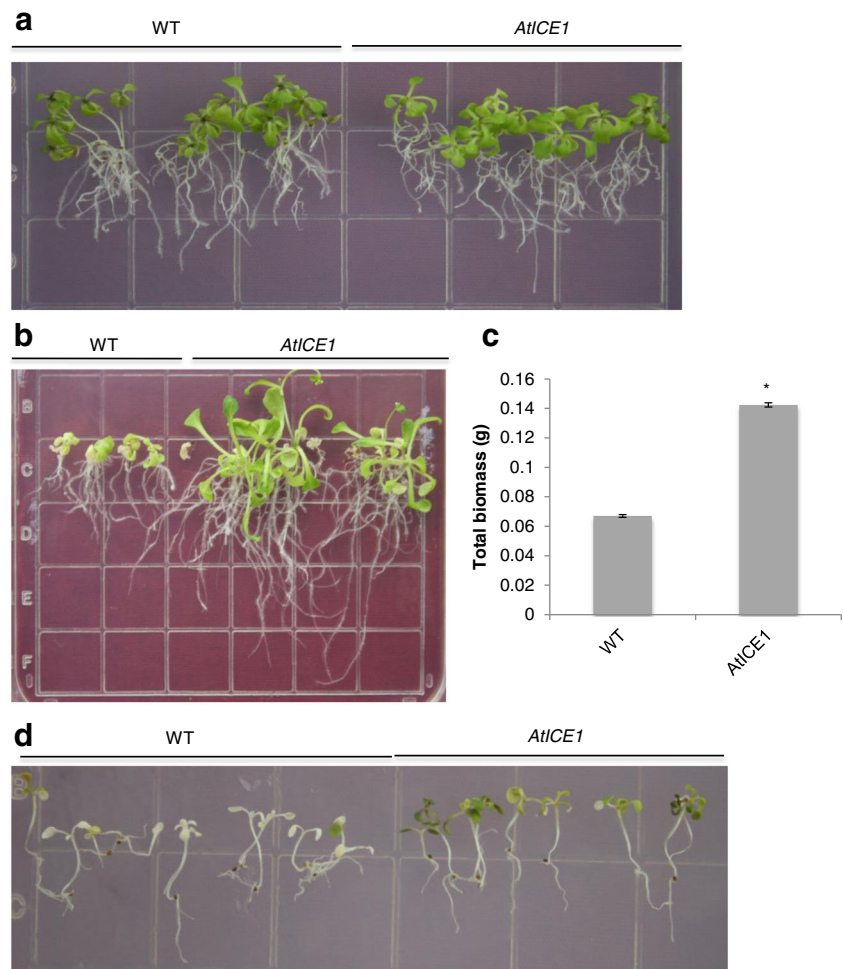 a
WT
AtICE1
b
WT
AtICE1
B
C
D
E
F
c
0.16
0.14
0.12
0.1
0.08
0.06
0.04
0.02
0
Total biomass (g)
*
WT
AtICE1
d
WT
AtICE1